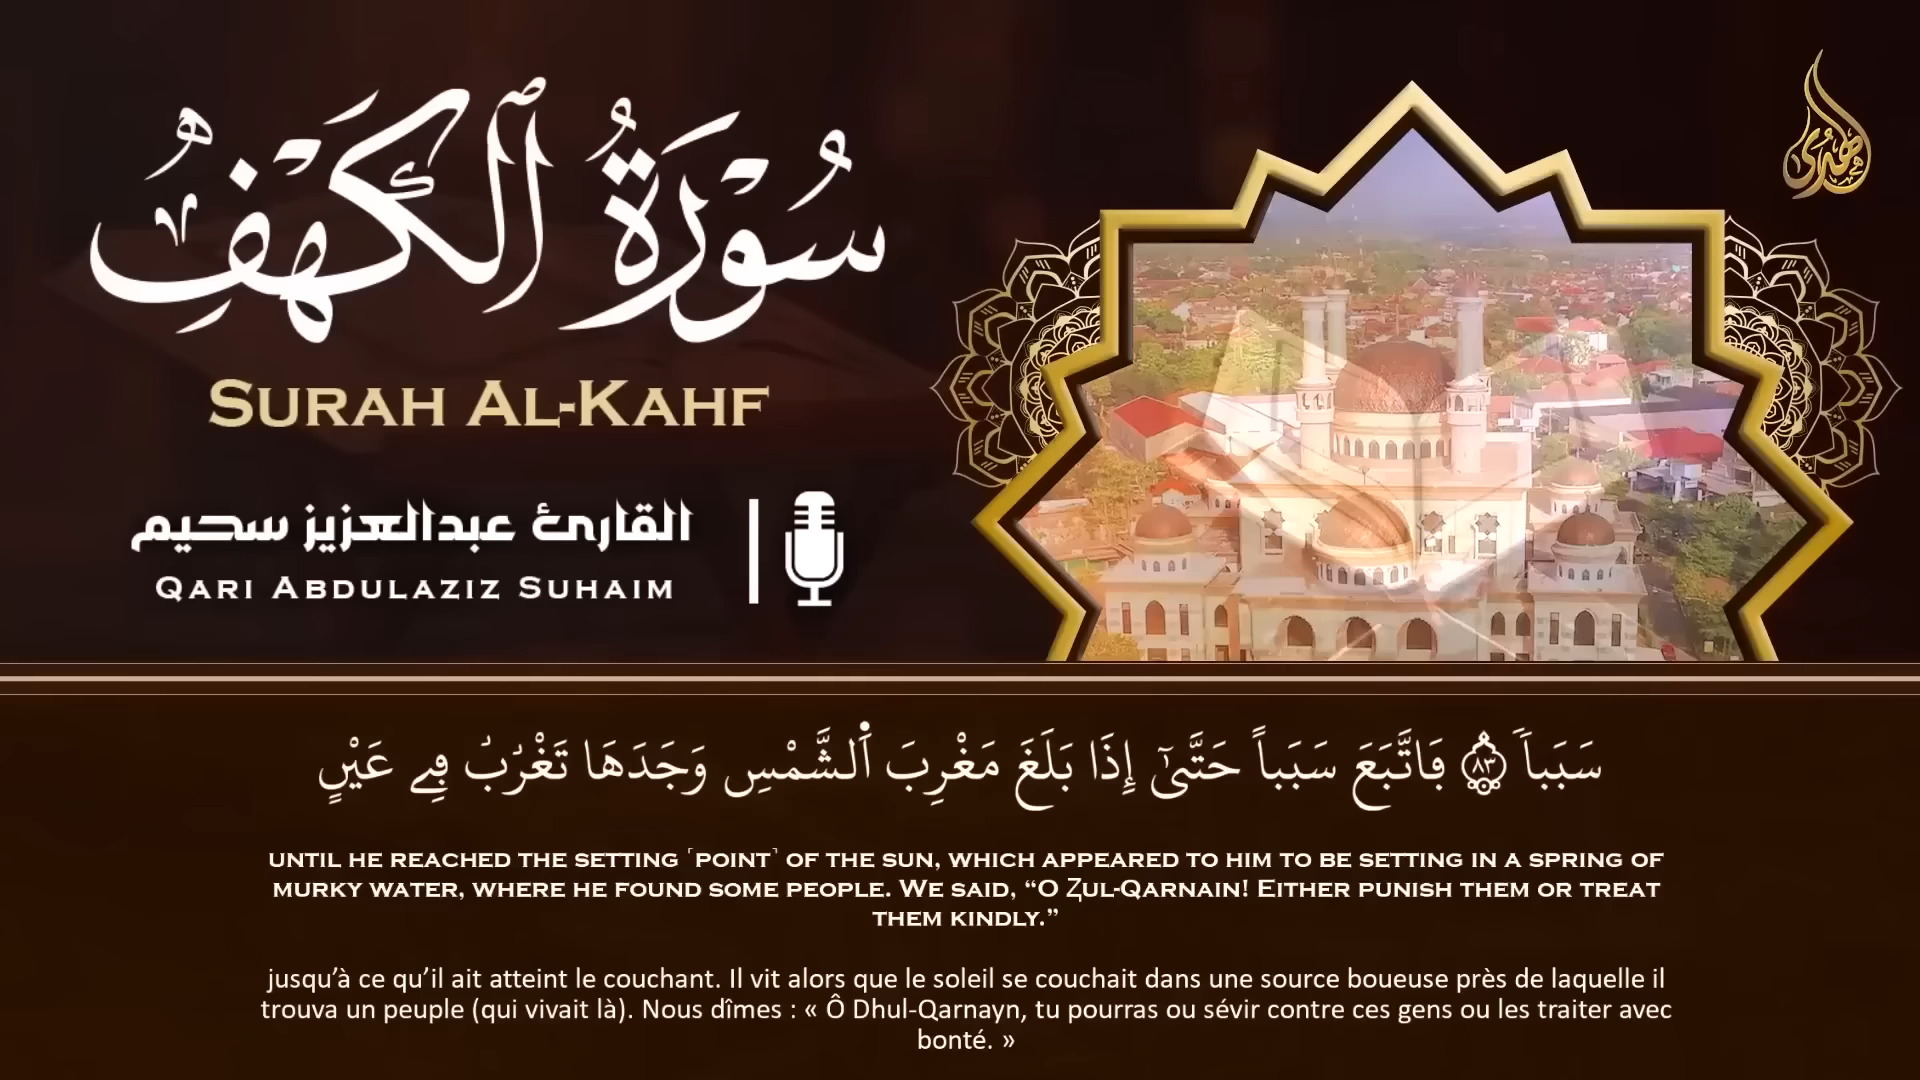 سُورَةُ ٱلْكَهْفِ
SURAH AL-KAHF
القارئ عبدالعزيز سحيم
QARI ABDULAZIZ SUHAIM
الهدى
سَبَباًۖ ٨٣ فَاتَّبَعَ سَبَباً حَتَّىٰٓ إِذَا بَلَغَ مَغْرِبَ اَ۬لشَّمْسِ وَجَدَهَا تَغْرُبُ فِے عَيْنٍ
UNTIL HE REACHED THE SETTING ˹POINT˺ OF THE SUN, WHICH APPEARED TO HIM TO BE SETTING IN A SPRING OF
MURKY WATER, WHERE HE FOUND SOME PEOPLE. WE SAID, “O ȤUL-QARNAIN! EITHER PUNISH THEM OR TREAT
THEM KINDLY.”
jusqu’à ce qu’il ait atteint le couchant. Il vit alors que le soleil se couchait dans une source boueuse près de laquelle il
trouva un peuple (qui vivait là). Nous dîmes : « Ô Dhul-Qarnayn, tu pourras ou sévir contre ces gens ou les traiter avec
bonté. »